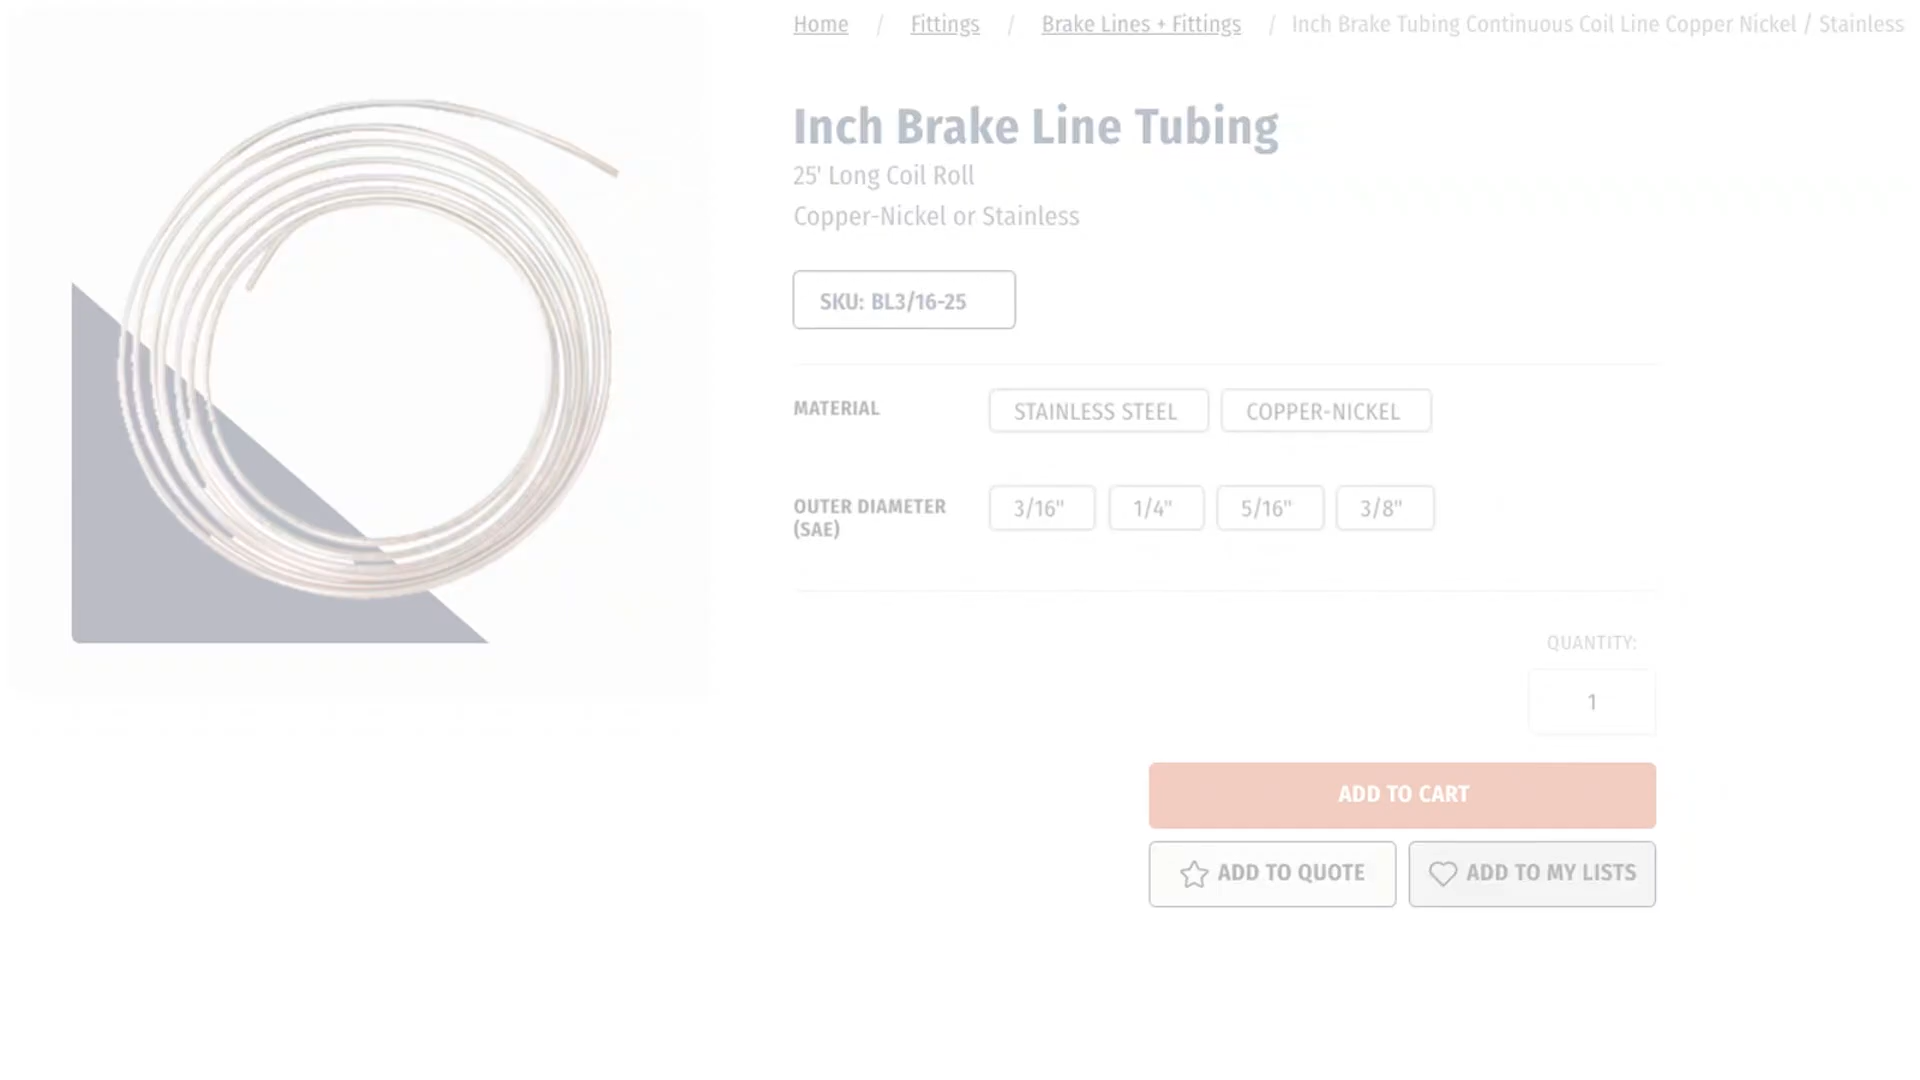 Home / Fittings / Brake Lines + Fittings / Inch Brake Tubing Continuous Coil Line Copper Nickel / Stainless
Inch Brake Line Tubing
25' Long Coil Roll
Copper-Nickel or Stainless
SKU: BL3/16-25
MATERIAL
STAINLESS STEEL
COPPER-NICKEL
OUTER DIAMETER
(SAE)
3/16"
1/4"
5/16"
3/8"
QUANTITY:
1
ADD TO CART
ADD TO QUOTE
ADD TO MY LISTS